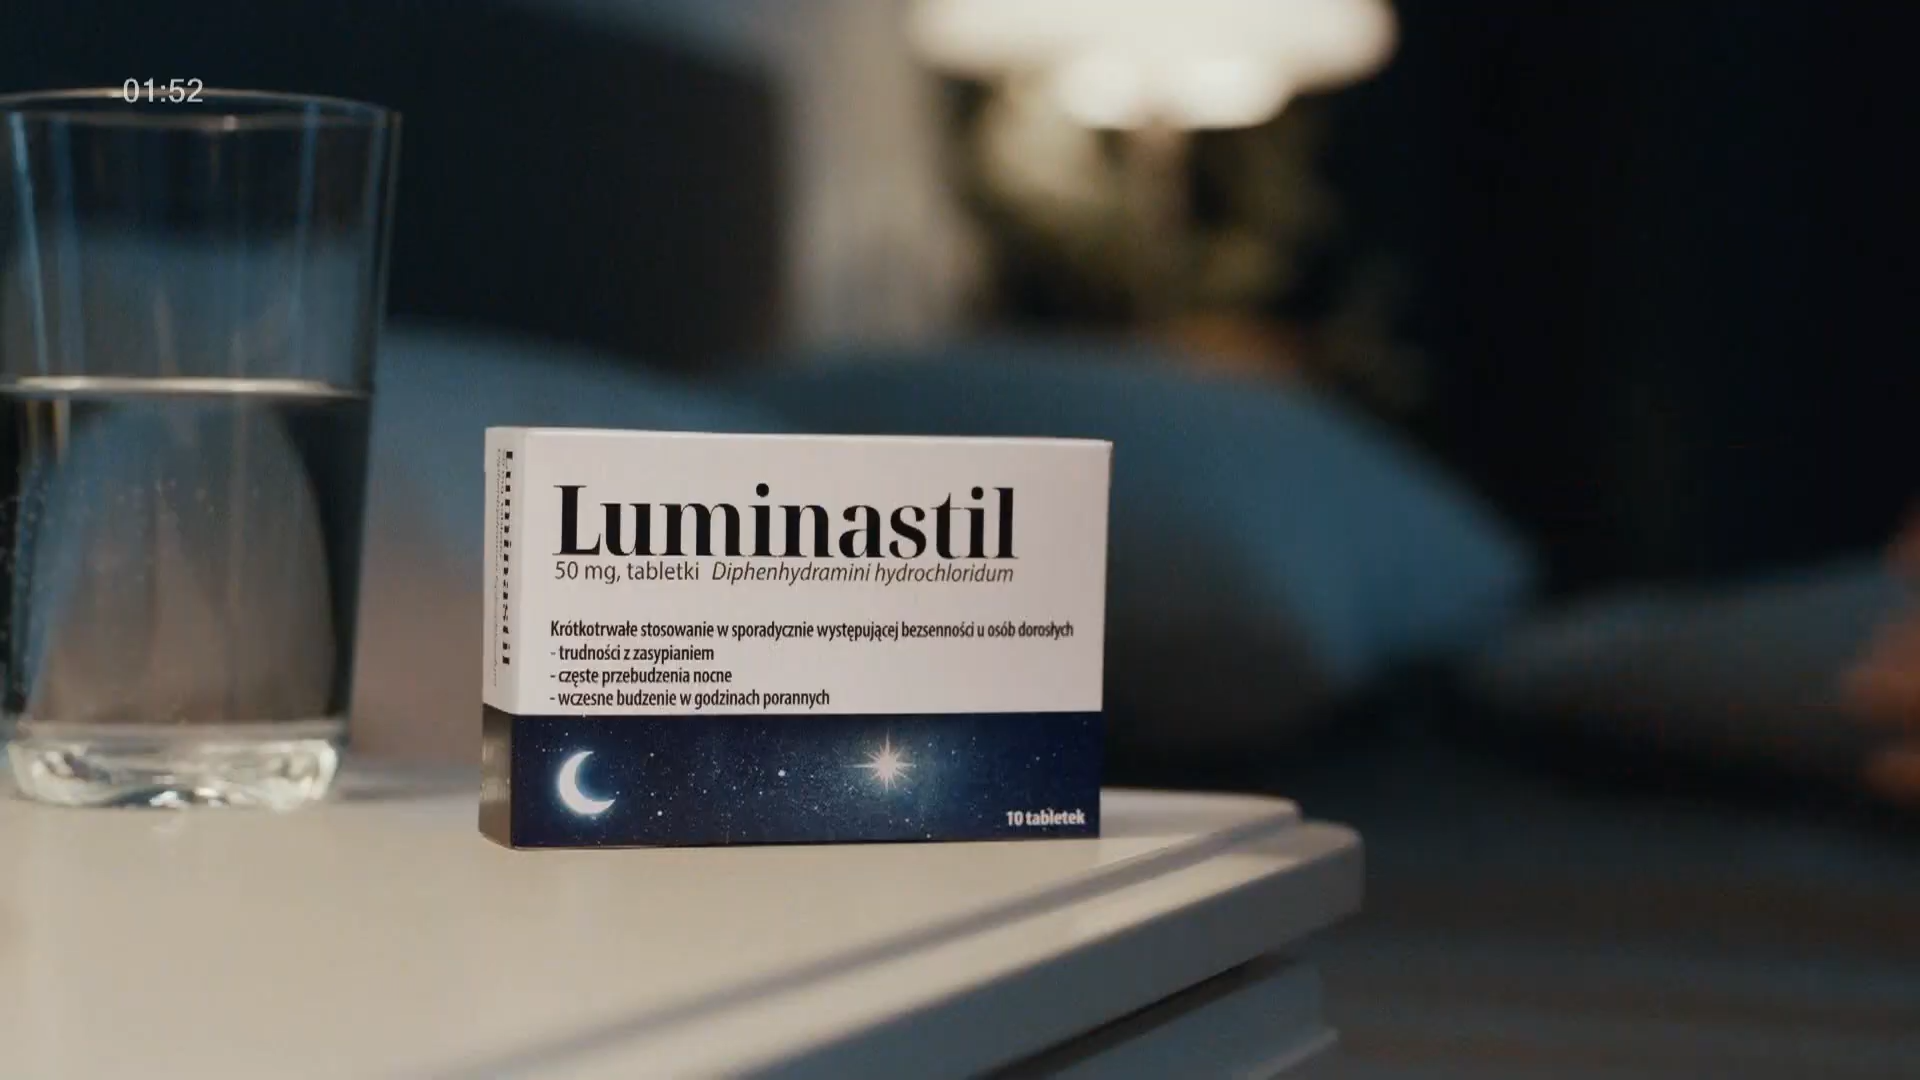 01:52
Luminastil
Luminastil
50 mg, tabletki Diphenhydramini hydrochloridum
Krótkotrwałe stosowanie w sporadycznie występującej bezsenności u osób dorosłych
- trudności z zasypianiem
- częste przebudzenia nocne
- wczesne budzenie w godzinach porannych
10 tabletek